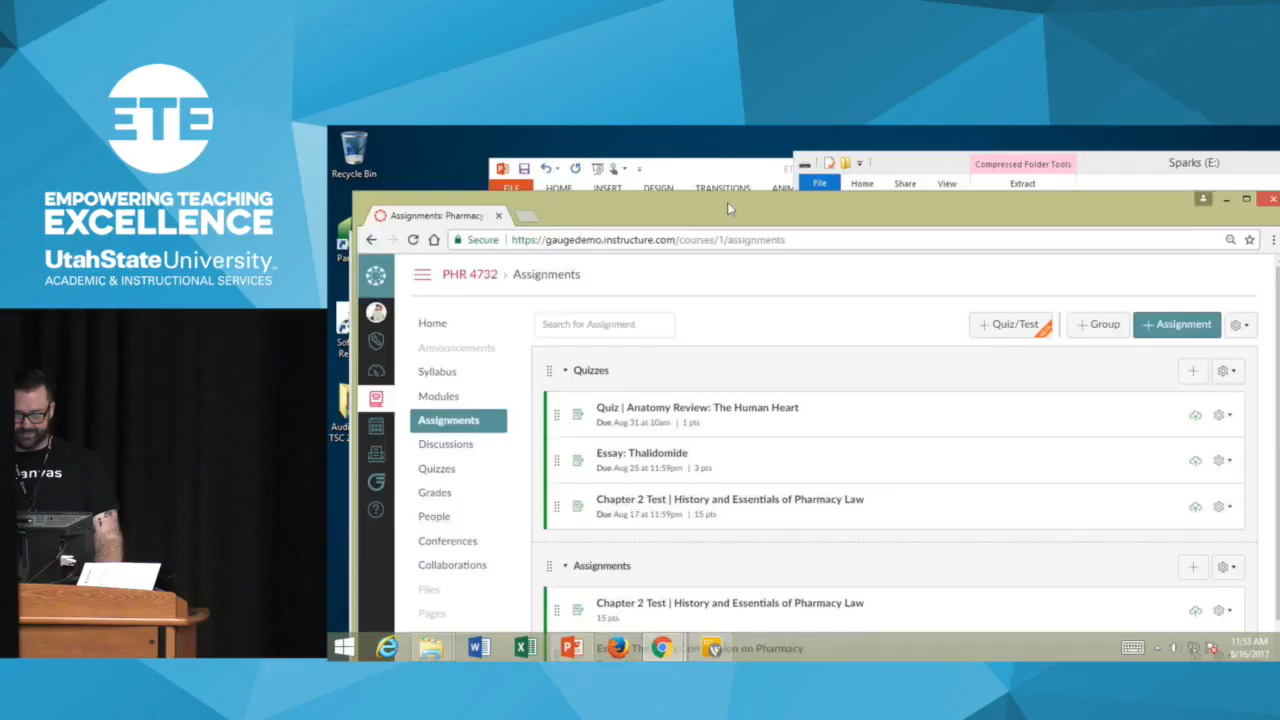 ETE
EMPOWERING TEACHING
EXCELLENCE
UtahStateUniversity
ACADEMIC & INSTRUCTIONAL SERVICES
anvas
Recycle Bin
FILE HOME INSERT DESIGN TRANSITIONS
Compressed Folder Tools
Sparks (E:)
File Home Share View Extract
Assignments: Pharmacy
Secure https://gaugedemo.instructure.com/courses/1/assignments
PHR 4732 › Assignments
Home
Announcements
Syllabus
Modules
Assignments
Discussions
Quizzes
Grades
People
Conferences
Collaborations
Files
Pages
Search for Assignment
+ Quiz/Test
+ Group
+ Assignment
Quizzes
Quiz | Anatomy Review: The Human Heart
Due Aug 31 at 10am | 1 pts
Essay: Thalidomide
Due Aug 25 at 11:59pm | 3 pts
Chapter 2 Test | History and Essentials of Pharmacy Law
Due Aug 17 at 11:59pm | 15 pts
Assignments
Chapter 2 Test | History and Essentials of Pharmacy Law
15 pts
on on Pharmacy
11:53 AM
/16/2017